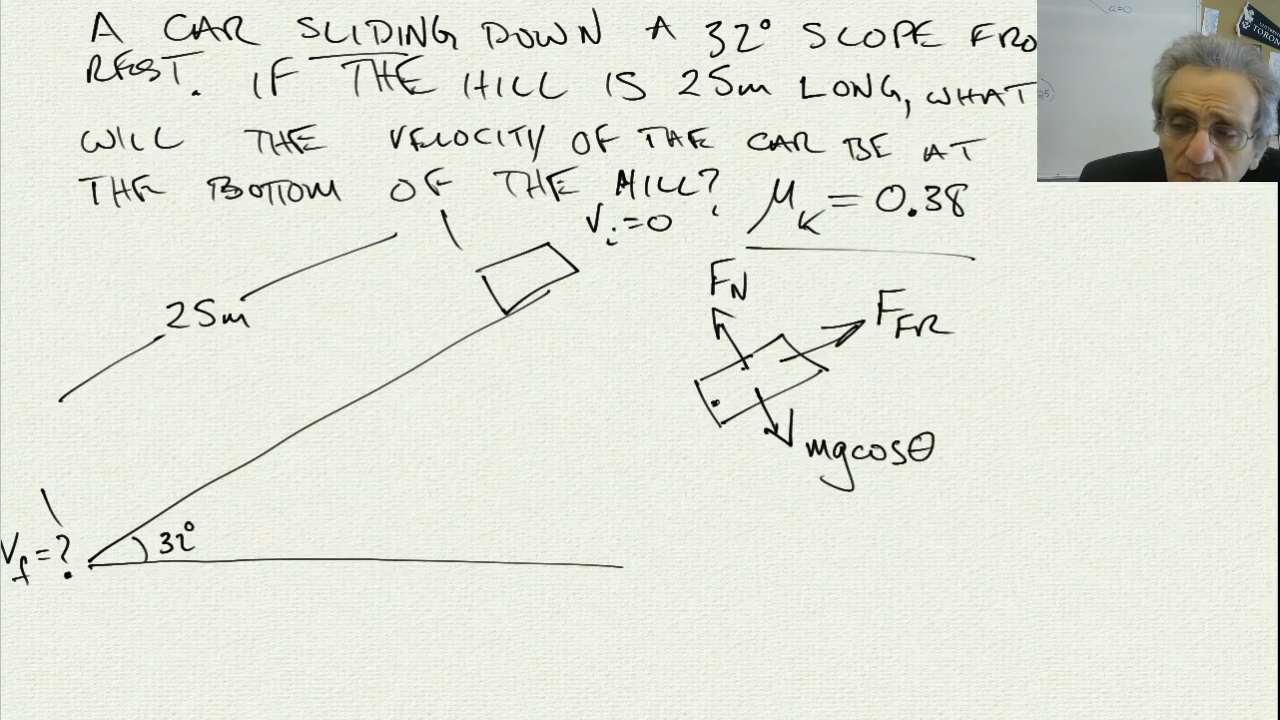 A CAR SLIDING DOWN A 32° SLOPE FRO
REST. IF THE HILL IS 25m LONG, WHAT
WILL THE VELOCITY OF THE CAR BE AT
THE BOTTOM OF THE HILL? μK = 0.38
Vi=0
25m
FN
FFR
mgcosθ
32°
Vf=?
a=0
TORON